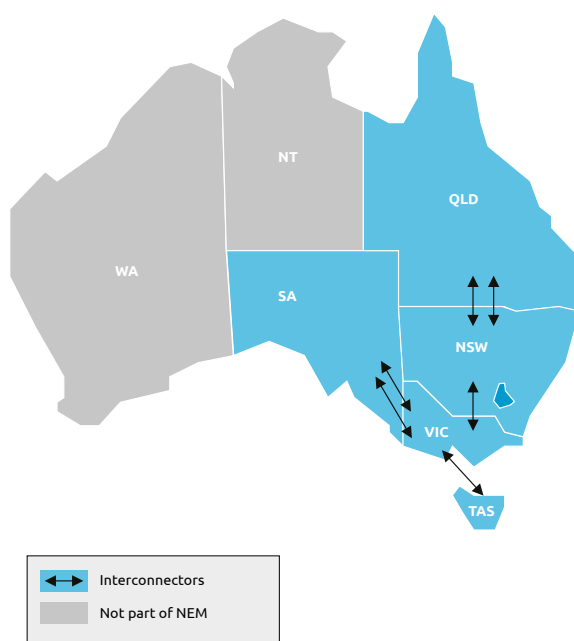 NT
QLD
WA
SA
NSW
VIC
TAS
Interconnectors
Not part of NEM